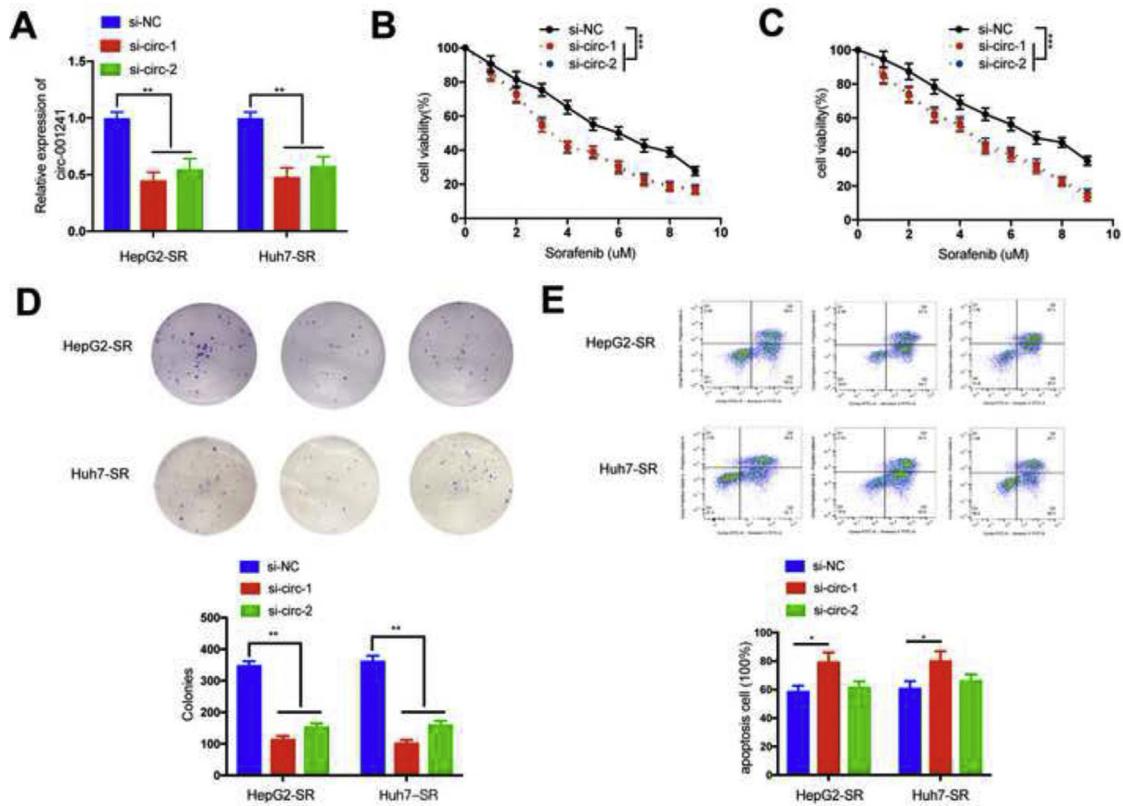 A
si-NC
si-circ-1
si-circ-2
Relative expression of
circ-001241
1.5
1.0
0.5
0.0
**
**
HepG2-SR
Huh7-SR
B
si-NC
si-circ-1
si-circ-2
***
cell viability(%)
100
80
60
40
20
0
0 2 4 6 8 10
Sorafenib (uM)
C
si-NC
si-circ-1
si-circ-2
***
cell viability(%)
100
80
60
40
20
0
0 2 4 6 8 10
Sorafenib (uM)
D
HepG2-SR
Huh7-SR
si-NC
si-circ-1
si-circ-2
Colonies
500
400
300
200
100
0
**
**
HepG2-SR
Huh7–SR
E
HepG2-SR
Huh7-SR
si-NC
si-circ-1
si-circ-2
apoptosis cell (100%)
100
80
60
40
20
0
*
*
HepG2-SR
Huh7-SR